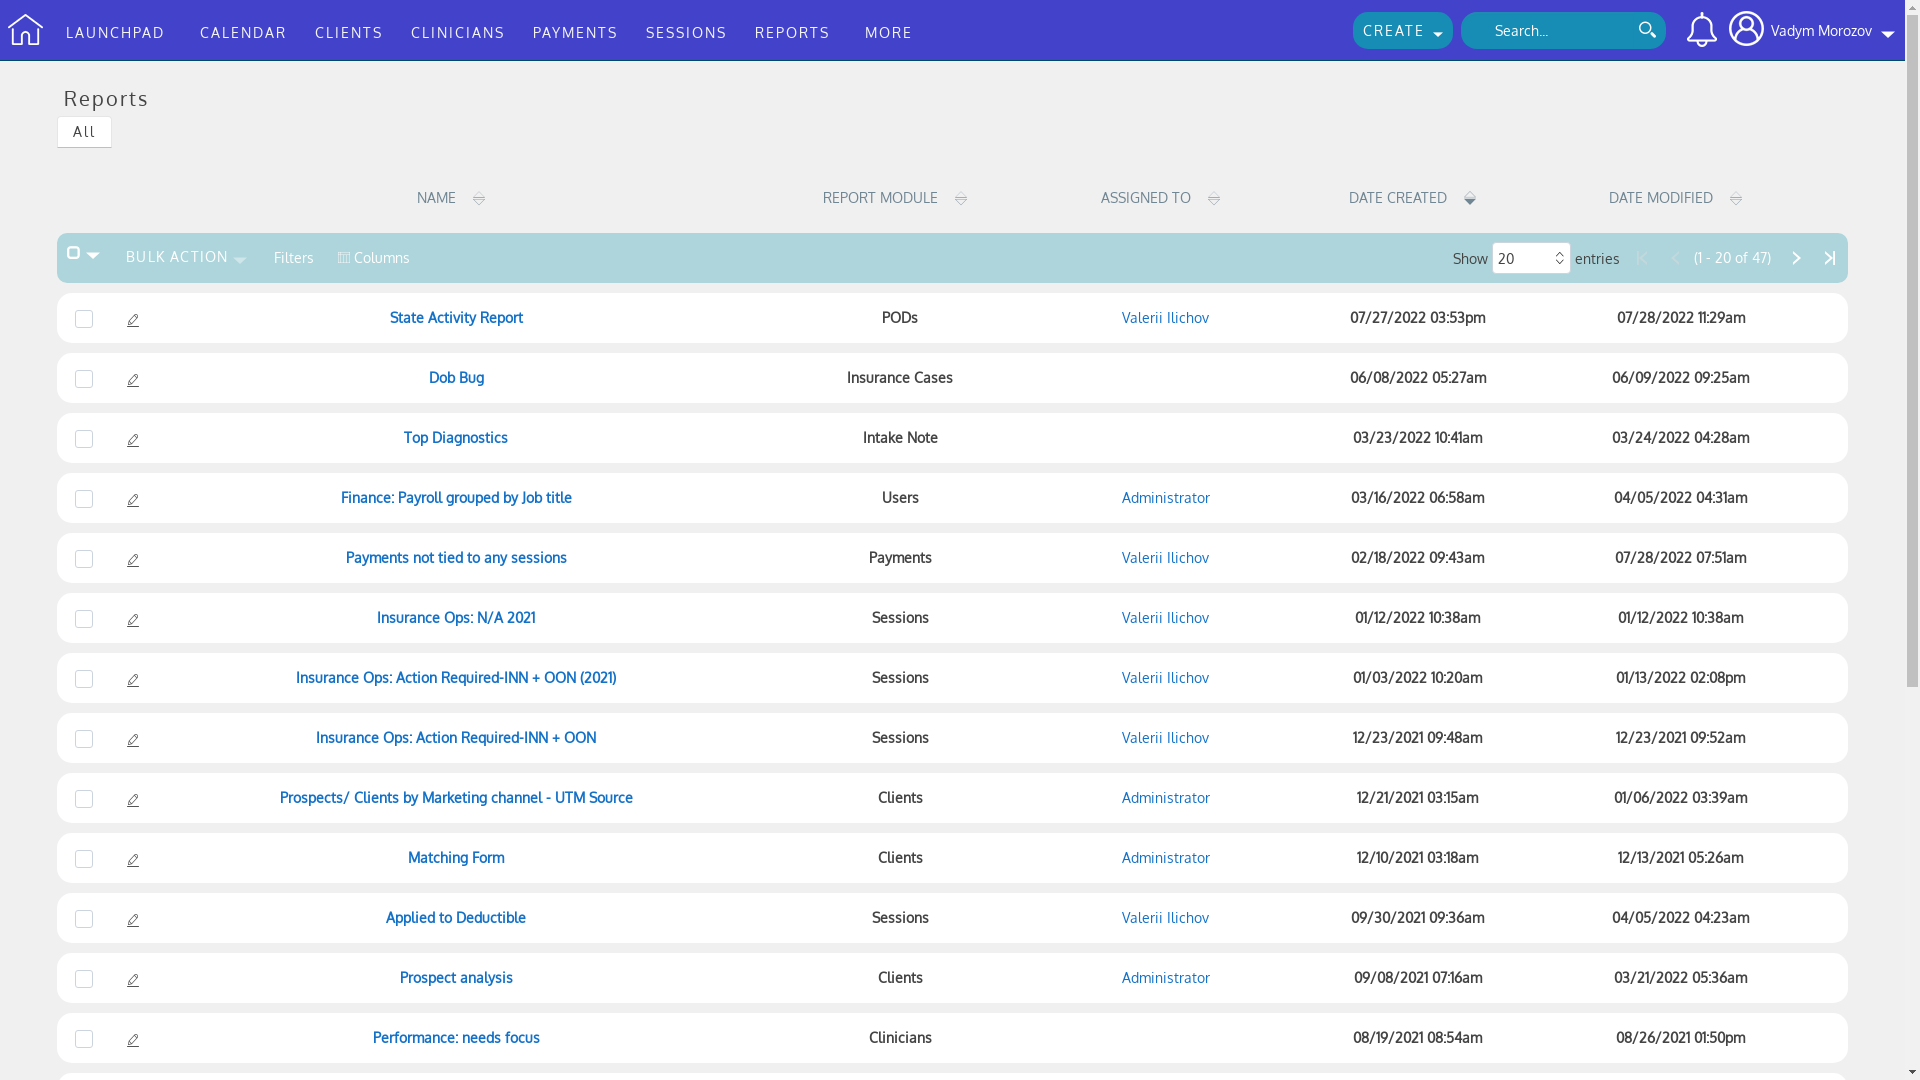 LAUNCHPAD CALENDAR CLIENTS CLINICIANS PAYMENTS SESSIONS REPORTS MORE CREATE Search... Vadym Morozov
Reports
All
NAME REPORT MODULE ASSIGNED TO DATE CREATED DATE MODIFIED
BULK ACTION Filters Columns Show 20 entries (1 - 20 of 47)
State Activity Report PODs Valerii Ilichov 07/27/2022 03:53pm 07/28/2022 11:29am
Dob Bug Insurance Cases 06/08/2022 05:27am 06/09/2022 09:25am
Top Diagnostics Intake Note 03/23/2022 10:41am 03/24/2022 04:28am
Finance: Payroll grouped by Job title Users Administrator 03/16/2022 06:58am 04/05/2022 04:31am
Payments not tied to any sessions Payments Valerii Ilichov 02/18/2022 09:43am 07/28/2022 07:51am
Insurance Ops: N/A 2021 Sessions Valerii Ilichov 01/12/2022 10:38am 01/12/2022 10:38am
Insurance Ops: Action Required-INN + OON (2021) Sessions Valerii Ilichov 01/03/2022 10:20am 01/13/2022 02:08pm
Insurance Ops: Action Required-INN + OON Sessions Valerii Ilichov 12/23/2021 09:48am 12/23/2021 09:52am
Prospects/ Clients by Marketing channel - UTM Source Clients Administrator 12/21/2021 03:15am 01/06/2022 03:39am
Matching Form Clients Administrator 12/10/2021 03:18am 12/13/2021 05:26am
Applied to Deductible Sessions Valerii Ilichov 09/30/2021 09:36am 04/05/2022 04:23am
Prospect analysis Clients Administrator 09/08/2021 07:16am 03/21/2022 05:36am
Performance: needs focus Clinicians 08/19/2021 08:54am 08/26/2021 01:50pm